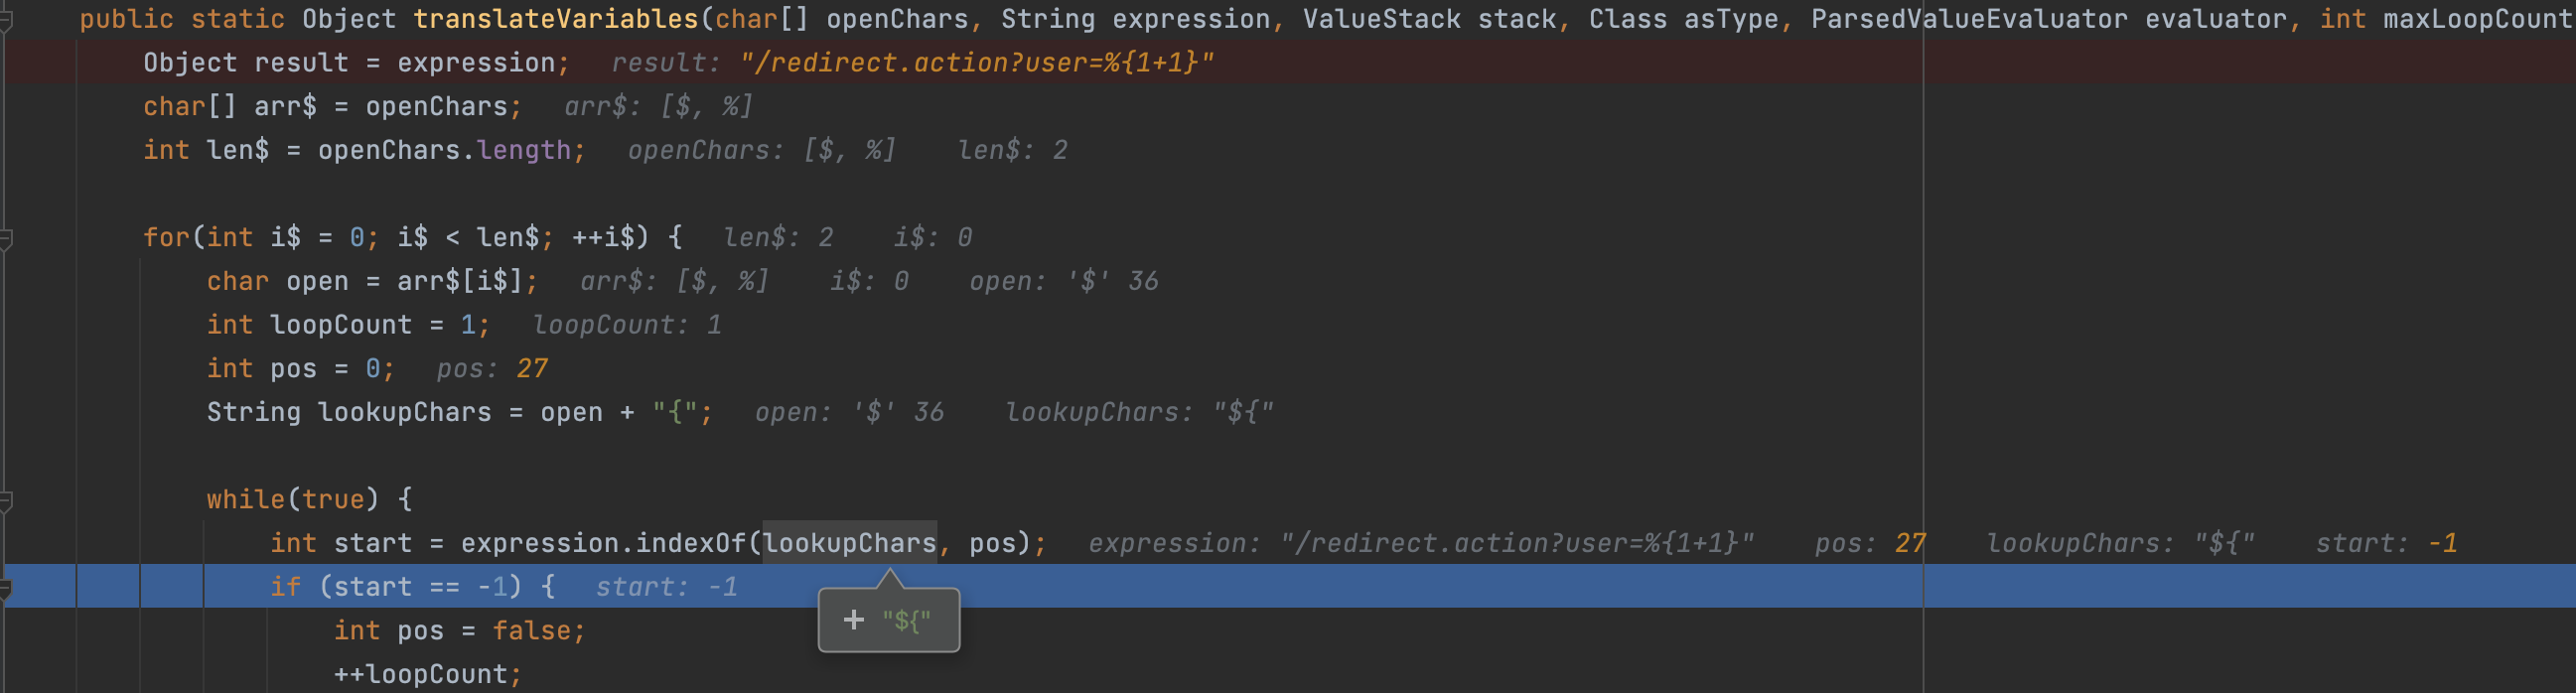 public static Object translateVariables(char[] openChars, String expression, ValueStack stack, Class asType, ParsedValueEvaluator evaluator, int maxLoopCount
Object result = expression; result: "/redirect.action?user=%{1+1}"
char[] arr$ = openChars; arr$: [$, %]
int len$ = openChars.length; openChars: [$, %] len$: 2
for(int i$ = 0; i$ < len$; ++i$) { len$: 2 i$: 0
char open = arr$[i$]; arr$: [$, %] i$: 0 open: '$' 36
int loopCount = 1; loopCount: 1
int pos = 0; pos: 27
String lookupChars = open + "{"; open: '$' 36 lookupChars: "${"
while(true) {
int start = expression.indexOf(lookupChars, pos); expression: "/redirect.action?user=%{1+1}" pos: 27 lookupChars: "${" start: -1
if (start == -1) { start: -1
+ "${"
int pos = false;
++loopCount;